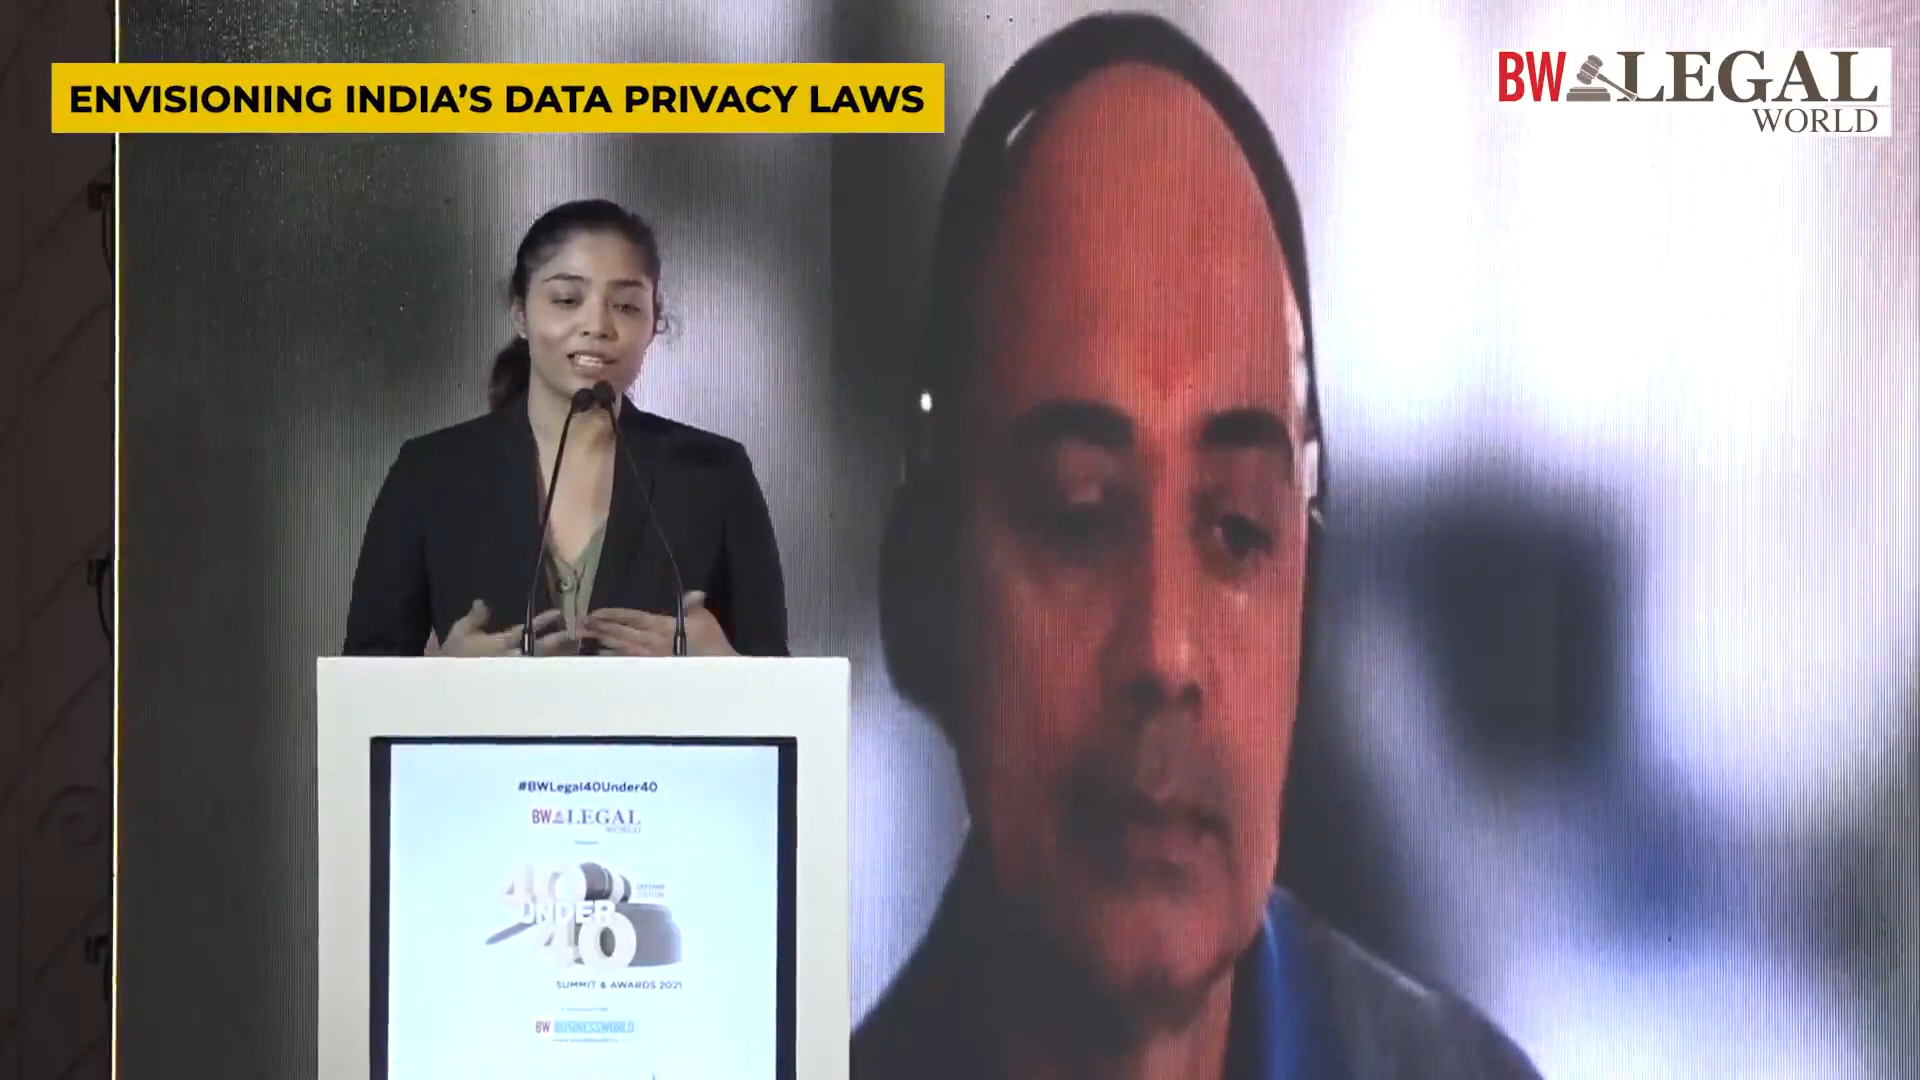 ENVISIONING INDIA'S DATA PRIVACY LAWS
BW LEGAL
WORLD
#BWLegal40Under40
BW LEGAL
WORLD
40
UNDER
40
SUMMIT & AWARDS 2021
BW BUSINESSWORLD